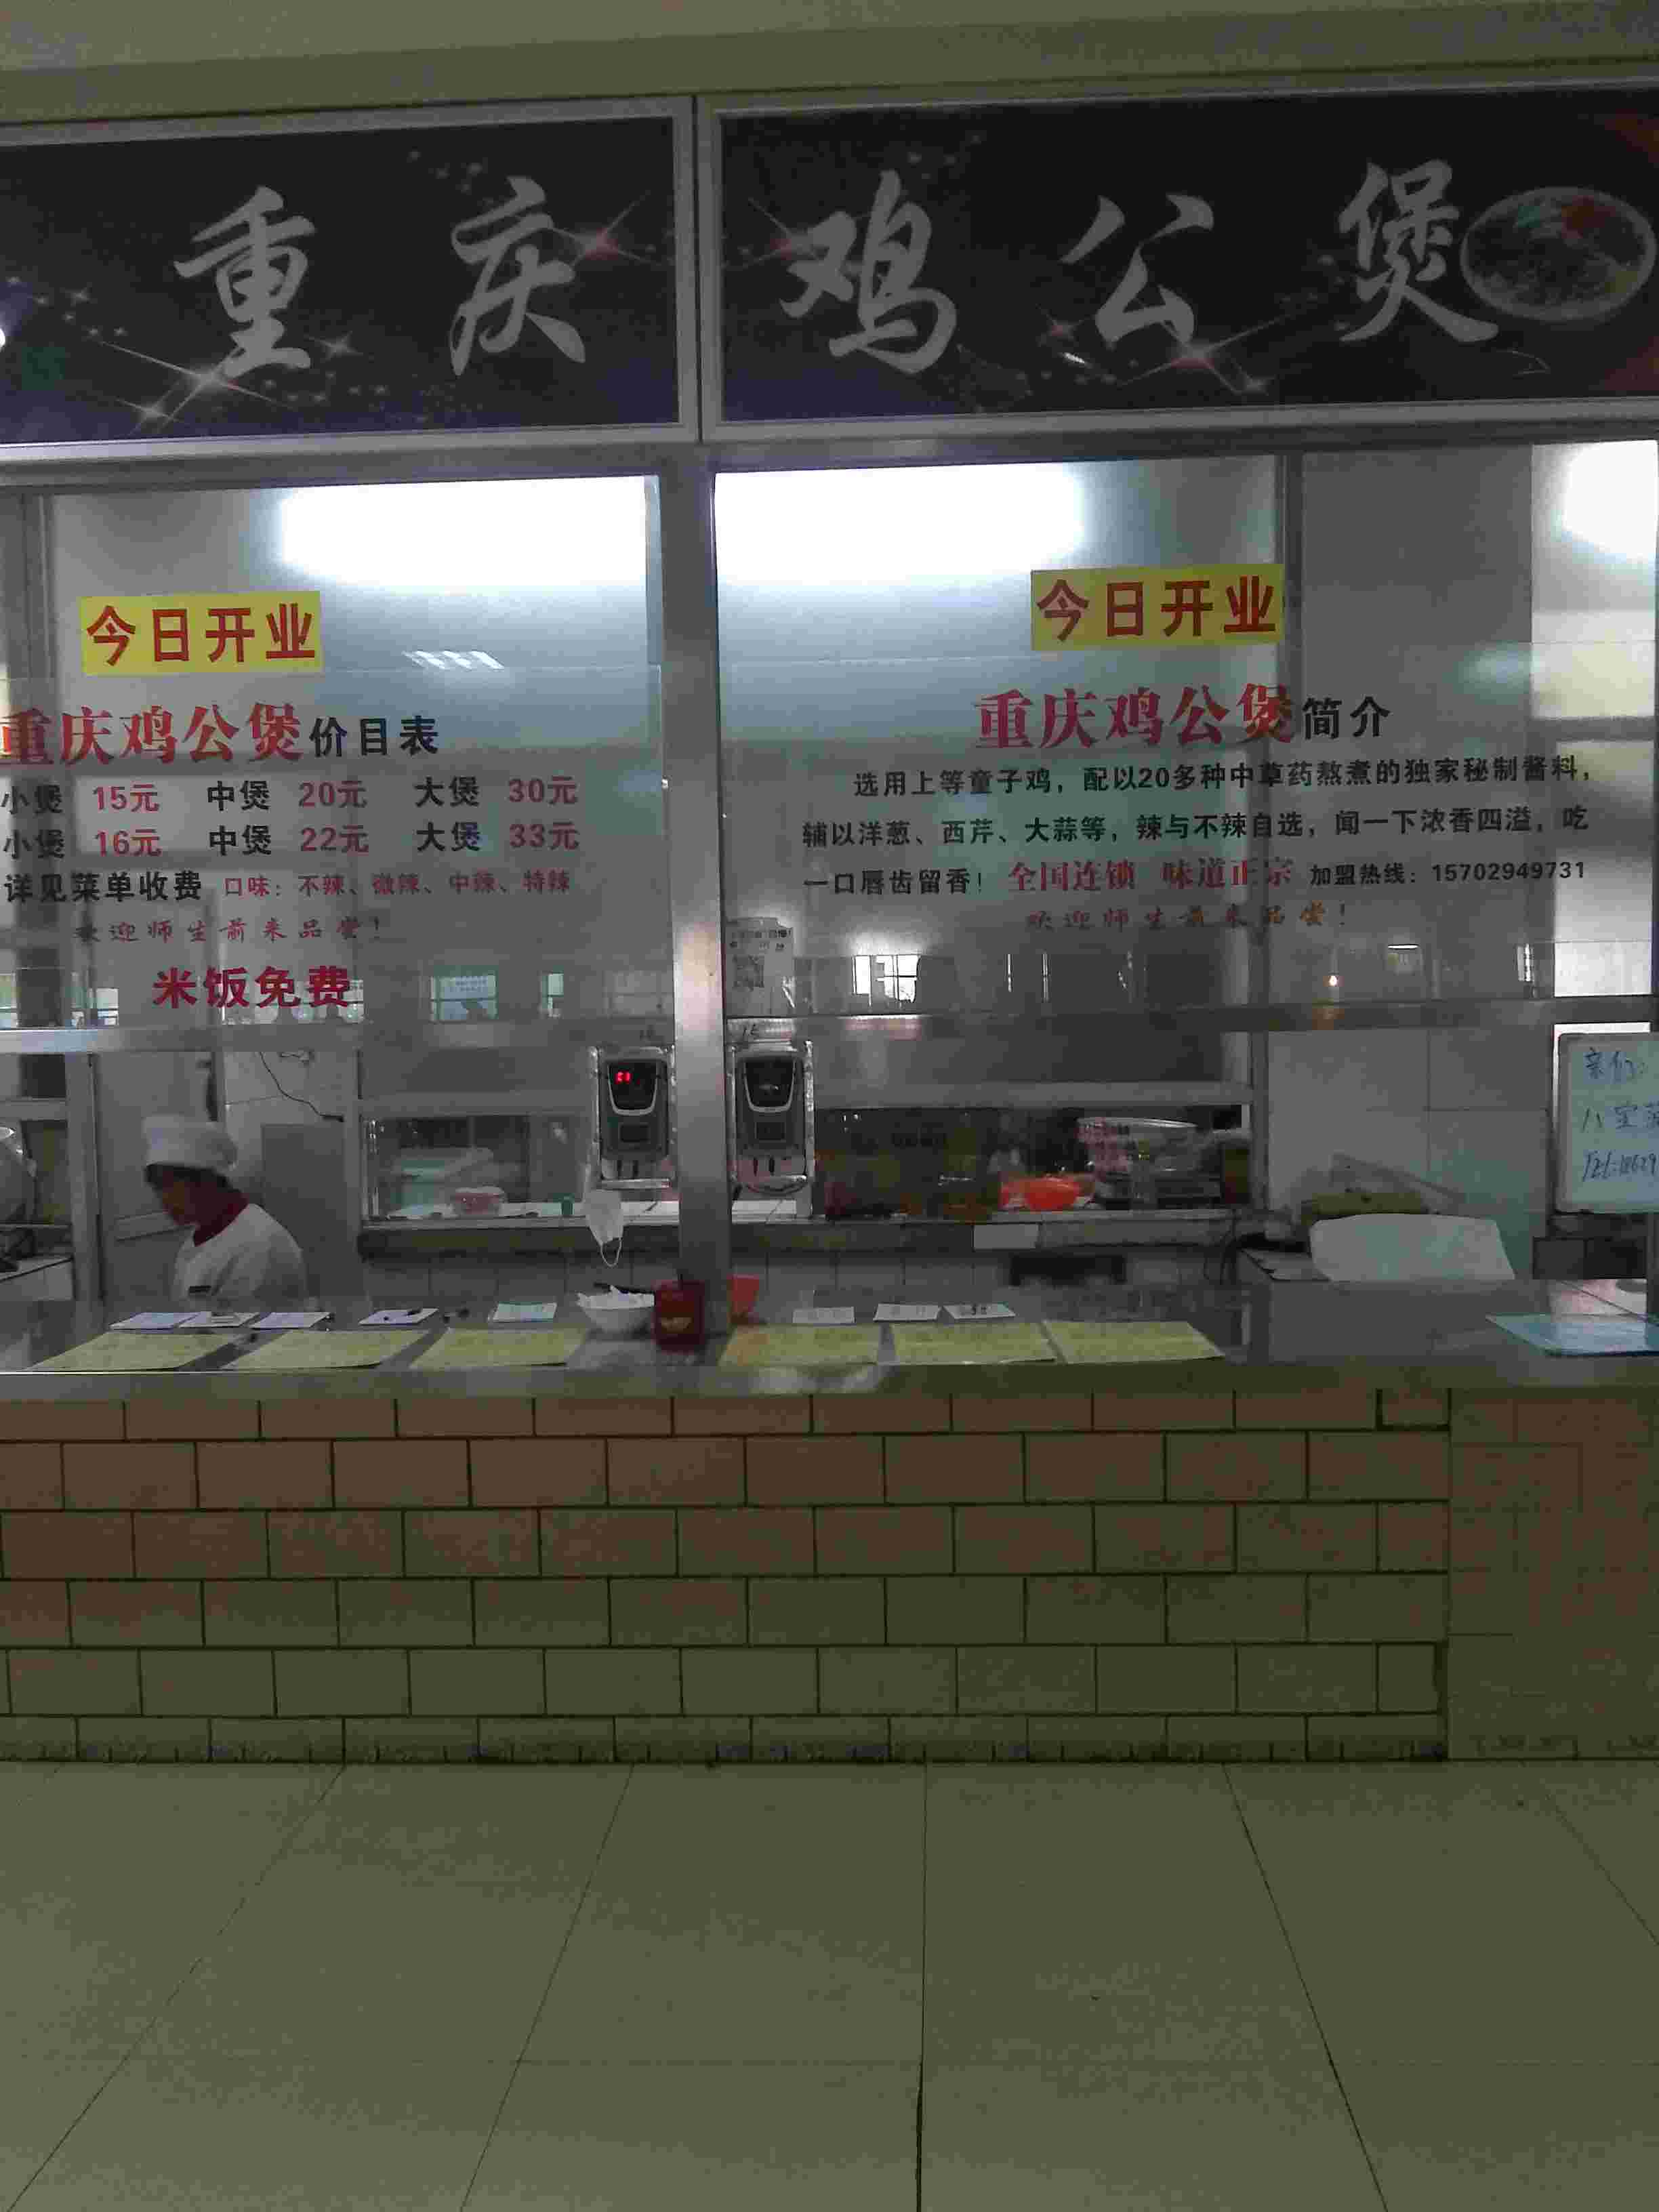 重庆鸡公煲
今日开业
重庆鸡公煲价目表
小煲 15元 中煲 20元 大煲 30元
小煲 16元 中煲 22元 大煲 33元
详见菜单收费 口味：不辣、微辣、中辣、特辣
欢迎师生前来品尝！
米饭免费
今日开业
重庆鸡公煲简介
选用上等童子鸡，配以20多种中草药熬煮的独家秘制酱料，
辅以洋葱、西芹、大蒜等，辣与不辣自选，闻一下浓香四溢，吃
一口唇齿留香！ 全国连锁 味道正宗 加盟热线：15702949731
欢迎师生前来品尝！
亲们：
八宝